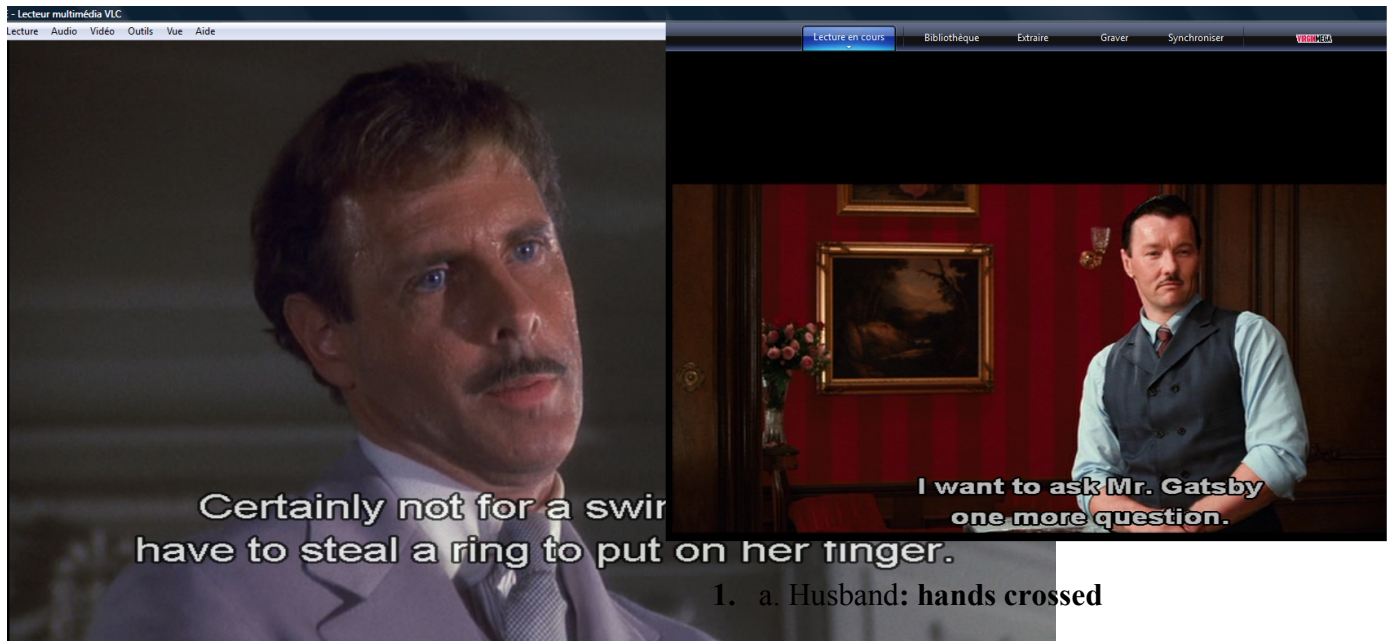 - Lecteur multimédia VLC
Lecture Audio Vidéo Outils Vue Aide
Lecture en cours Bibliothèque Extraire Graver Synchroniser VIRGINMEGA
I want to ask Mr. Gatsby
one more question.
Certainly not for a swin
have to steal a ring to put on her finger.
1. a. Husband: hands crossed